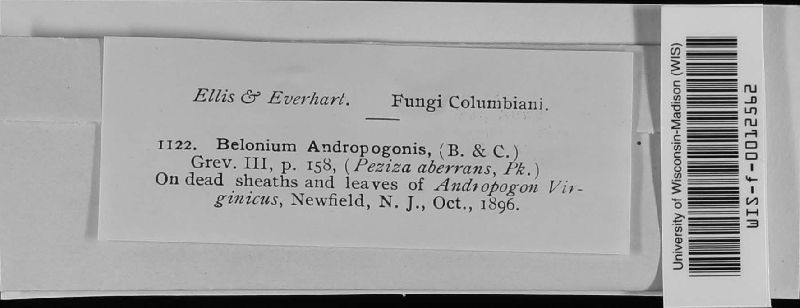 Ellis & Everhart. Fungi Columbiani.
1122. Belonium Andropogonis, (B. & C.)
Grev. III, p. 158, (Peziza aberrans, Pk.)
On dead sheaths and leaves of Andropogon Vir-
ginicus, Newfield, N. J., Oct., 1896.
University of Wisconsin-Madison (WIS)
WIS-f-0012562